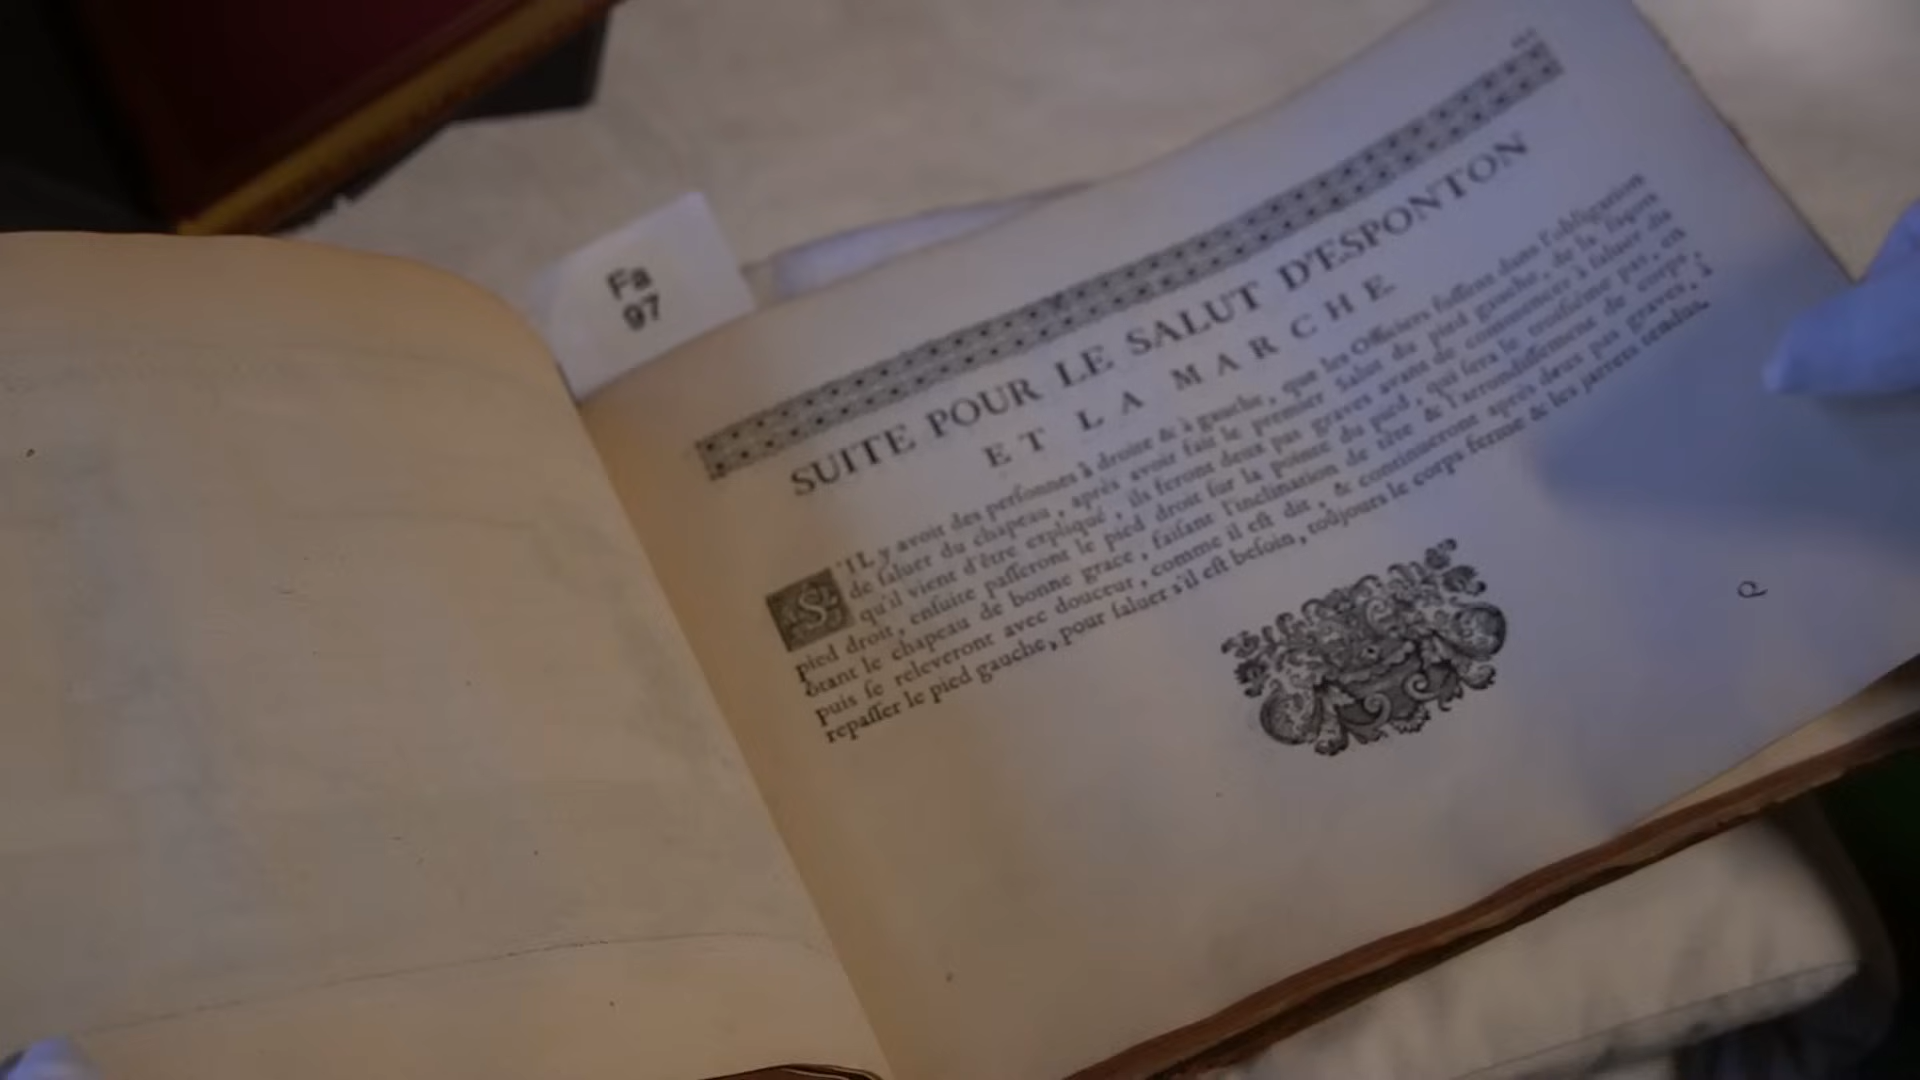 Fa
97
SUITE POUR LE SALUT D'ESPONTON
ET LA MARCHE
S'IL y avoit des personnes à droite & à gauche, que les Officiers fussent dans l'obligation
de saluer du chapeau, après avoir fait le premier salut du pied gauche, de la façon
qu'il vient d'être expliqué, ils feront deux pas graves avant de commencer à saluer du
pied droit, ensuite passeront le pied droit sur la pointe du pied, qui fera le troisième pas, en
ôtant le chapeau de bonne grace, faisant l'inclination de tête & l'arrondissement de corps,
puis se releveront avec douceur, comme il est dit, & continueront après deux pas graves, à
repasser le pied gauche, pour saluer s'il est besoin, toûjours le corps ferme & les jarrets tendus.
Q